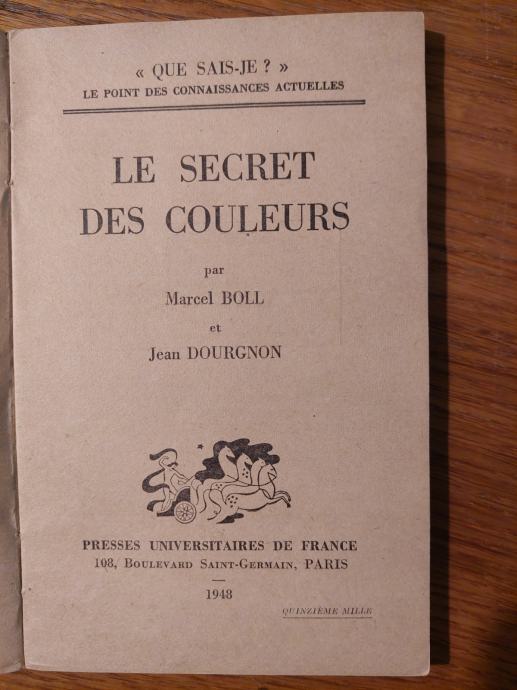 « QUE SAIS-JE ? »
LE POINT DES CONNAISSANCES ACTUELLES
LE SECRET
DES COULEURS
par
Marcel BOLL
et
Jean DOURGNON
PRESSES UNIVERSITAIRES DE FRANCE
108, BOULEVARD SAINT-GERMAIN, PARIS
—
1948
QUINZIÈME MILLE